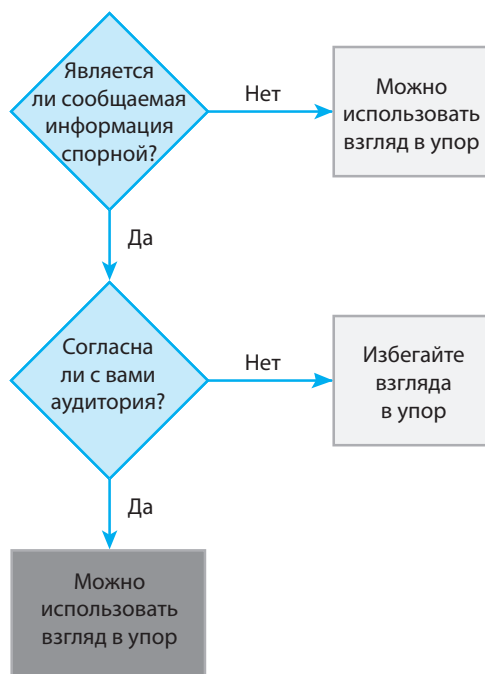 Является
ли сообщаемая
информация
спорной?
Нет
Можно
использовать
взгляд в упор
Да
Согласна
ли с вами
аудитория?
Нет
Избегайте
взгляда
в упор
Да
Можно
использовать
взгляд в упор